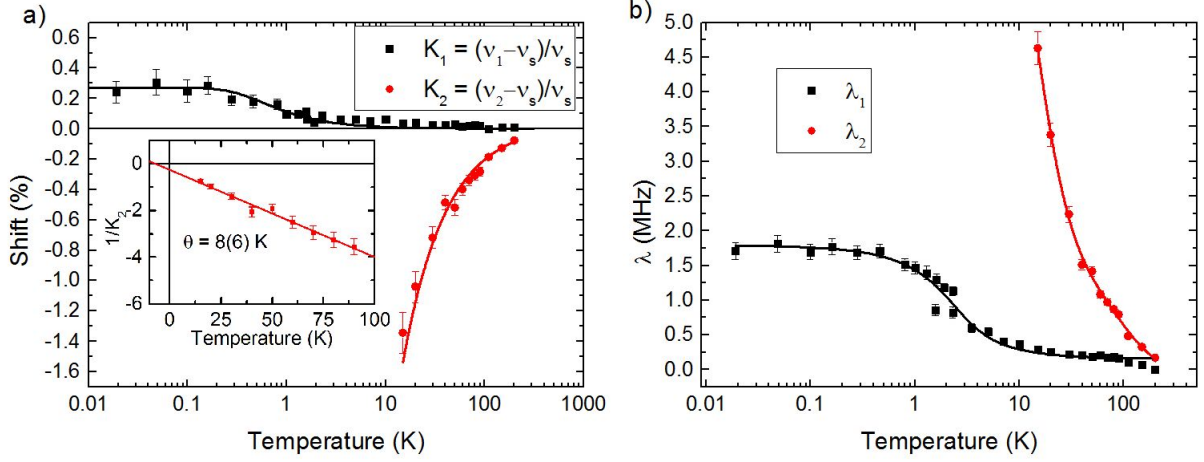 a)
0.6
0.4
0.2
0.0
-0.2
-0.4
-0.6
-0.8
-1.0
-1.2
-1.4
-1.6
Shift (%)
K₁ = (ν₁–νₛ)/νₛ
K₂ = (ν₂–νₛ)/νₛ
0
-2
-4
-6
1/K₂
θ = 8(6) K
0 25 50 75 100
Temperature (K)
0.01 0.1 1 10 100 1000
Temperature (K)
b)
5.0
4.5
4.0
3.5
3.0
2.5
2.0
1.5
1.0
0.5
0.0
λ (MHz)
λ₁
λ₂
0.01 0.1 1 10 100
Temperature (K)